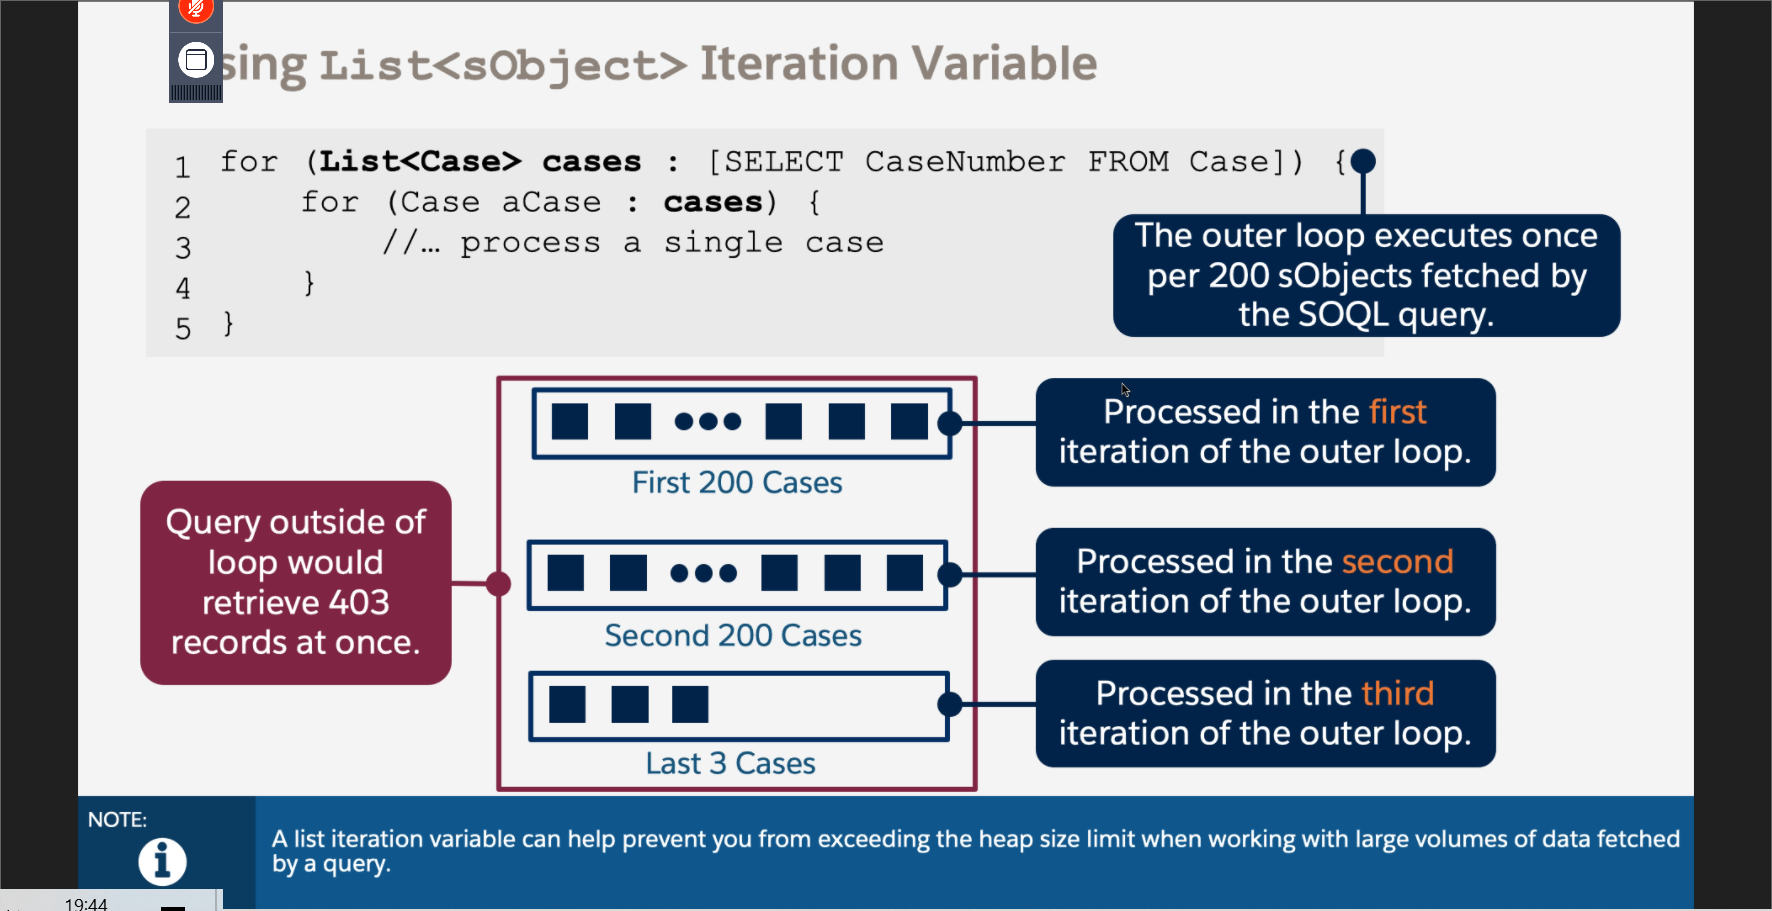 sing List<sObject> Iteration Variable
1 for (List<Case> cases : [SELECT CaseNumber FROM Case]) {
2 for (Case aCase : cases) {
3 //… process a single case
4 }
5 }
The outer loop executes once
per 200 sObjects fetched by
the SOQL query.
Processed in the first
iteration of the outer loop.
First 200 Cases
Query outside of
loop would
retrieve 403
records at once.
Processed in the second
iteration of the outer loop.
Second 200 Cases
Processed in the third
iteration of the outer loop.
Last 3 Cases
NOTE:
A list iteration variable can help prevent you from exceeding the heap size limit when working with large volumes of data fetched
by a query.
19:44